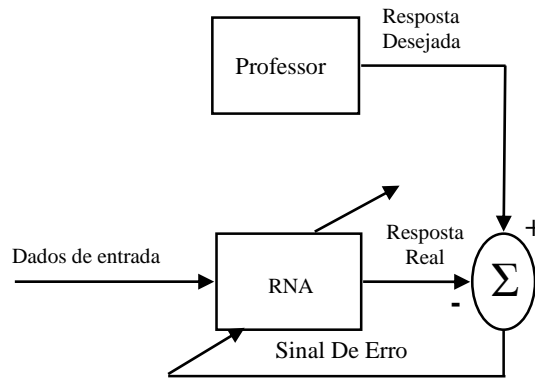 Resposta
Desejada
Professor
+
Dados de entrada
RNA
Resposta
Real
-
Σ
Sinal De Erro